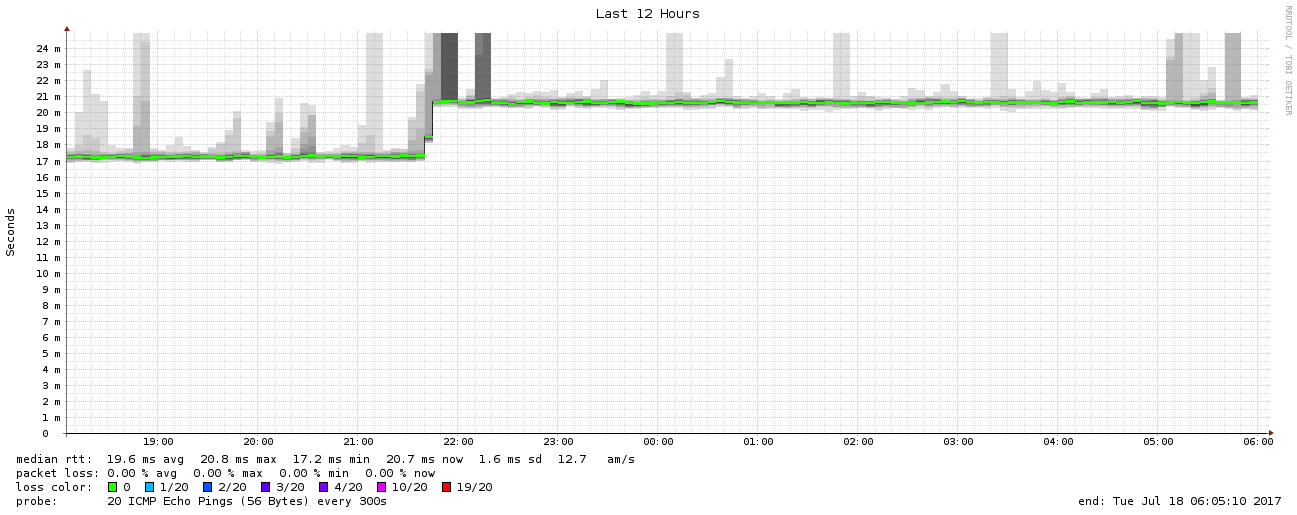 Last 12 Hours
RRDTOOL / TOBI OETIKER
Seconds
24 m
23 m
22 m
21 m
20 m
19 m
18 m
17 m
16 m
15 m
14 m
13 m
12 m
11 m
10 m
9 m
8 m
7 m
6 m
5 m
4 m
3 m
2 m
1 m
0
19:00 20:00 21:00 22:00 23:00 00:00 01:00 02:00 03:00 04:00 05:00 06:00
median rtt: 19.6 ms avg 20.8 ms max 17.2 ms min 20.7 ms now 1.6 ms sd 12.7 am/s
packet loss: 0.00 % avg 0.00 % max 0.00 % min 0.00 % now
loss color: 0 1/20 2/20 3/20 4/20 10/20 19/20
probe: 20 ICMP Echo Pings (56 Bytes) every 300s end: Tue Jul 18 06:05:10 2017